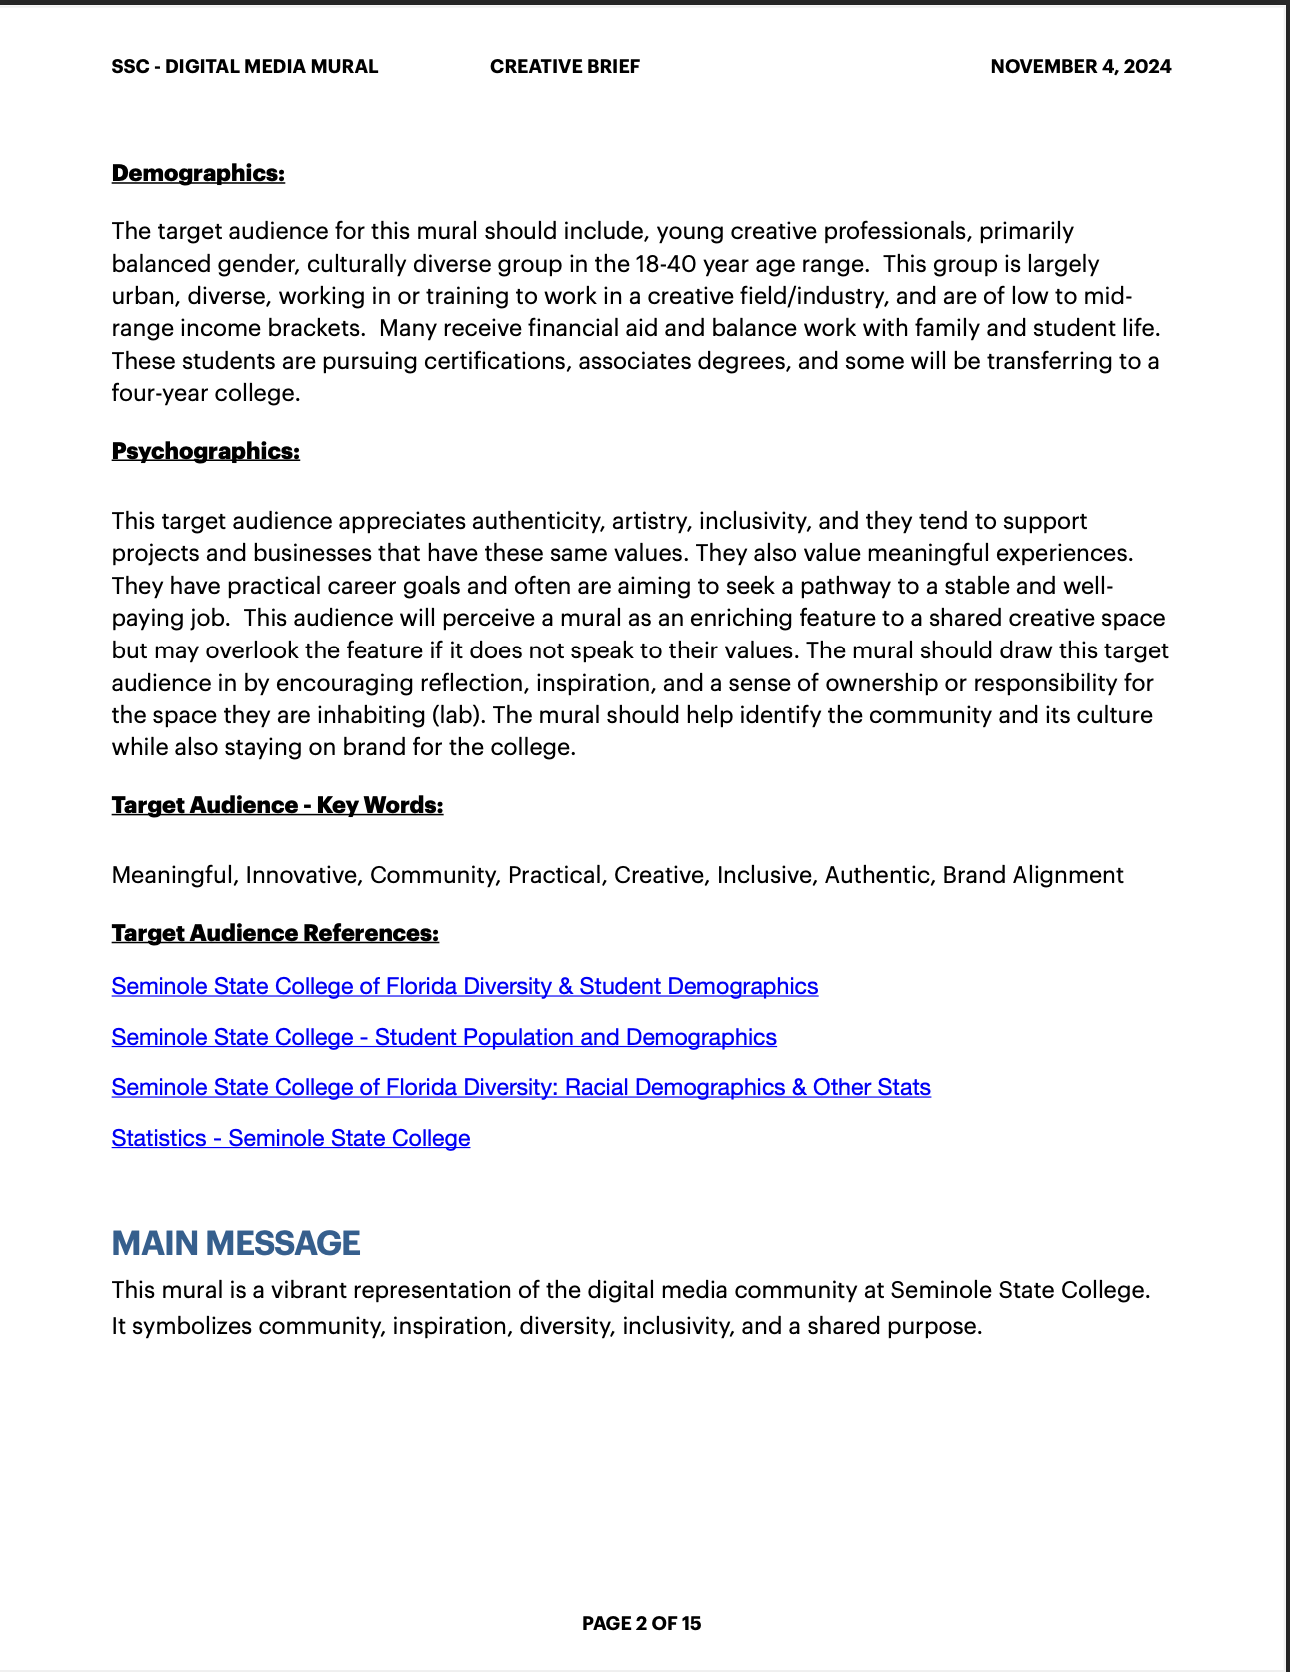 SSC - DIGITAL MEDIA MURAL CREATIVE BRIEF NOVEMBER 4, 2024
Demographics:
The target audience for this mural should include, young creative professionals, primarily
balanced gender, culturally diverse group in the 18-40 year age range.  This group is largely
urban, diverse, working in or training to work in a creative field/industry, and are of low to mid-
range income brackets.  Many receive financial aid and balance work with family and student life.
These students are pursuing certifications, associates degrees, and some will be transferring to a
four-year college.
Psychographics:
This target audience appreciates authenticity, artistry, inclusivity, and they tend to support
projects and businesses that have these same values. They also value meaningful experiences.
They have practical career goals and often are aiming to seek a pathway to a stable and well-
paying job.  This audience will perceive a mural as an enriching feature to a shared creative space
but may overlook the feature if it does not speak to their values. The mural should draw this target
audience in by encouraging reflection, inspiration, and a sense of ownership or responsibility for
the space they are inhabiting (lab). The mural should help identify the community and its culture
while also staying on brand for the college.
Target Audience - Key Words:
Meaningful, Innovative, Community, Practical, Creative, Inclusive, Authentic, Brand Alignment
Target Audience References:
Seminole State College of Florida Diversity & Student Demographics
Seminole State College - Student Population and Demographics
Seminole State College of Florida Diversity: Racial Demographics & Other Stats
Statistics - Seminole State College
MAIN MESSAGE
This mural is a vibrant representation of the digital media community at Seminole State College.
It symbolizes community, inspiration, diversity, inclusivity, and a shared purpose.
PAGE 2 OF 15